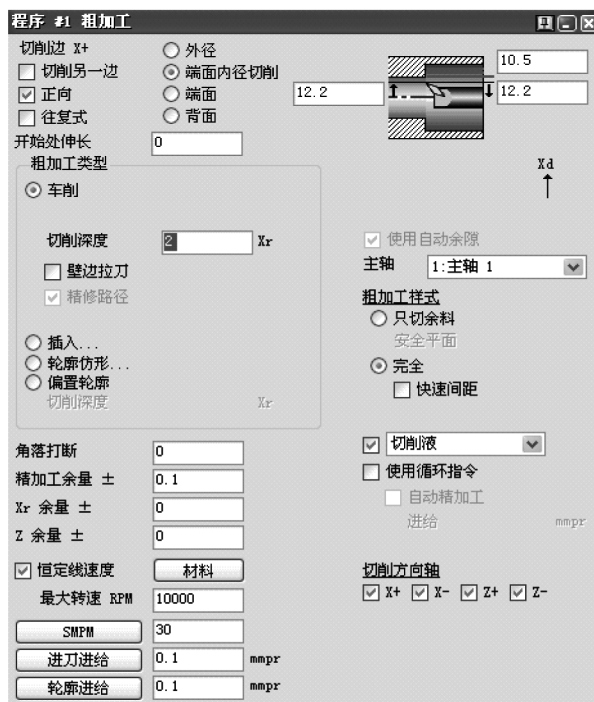 程序 #1 粗加工
切削边 X+
切削另一边
正向
往复式
外径
端面内径切削
端面
背面
12.2
10.5
12.2
开始处伸长 0
Xd
粗加工类型
车削
切削深度 2 Xr
壁边拉刀
精修路径
插入...
轮廓仿形...
偏置轮廓
切削深度 Xr
使用自动余隙
主轴 1:主轴 1
粗加工样式
只切余料
安全平面
完全
快速间距
角落打断 0
精加工余量 ± 0.1
Xr 余量 ± 0
Z 余量 ± 0
恒定线速度 材料
最大转速 RPM 10000
SMPM 30
进刀进给 0.1 mmpr
轮廓进给 0.1 mmpr
切削液
使用循环指令
自动精加工
进给 mmpr
切削方向轴
X+ X- Z+ Z-